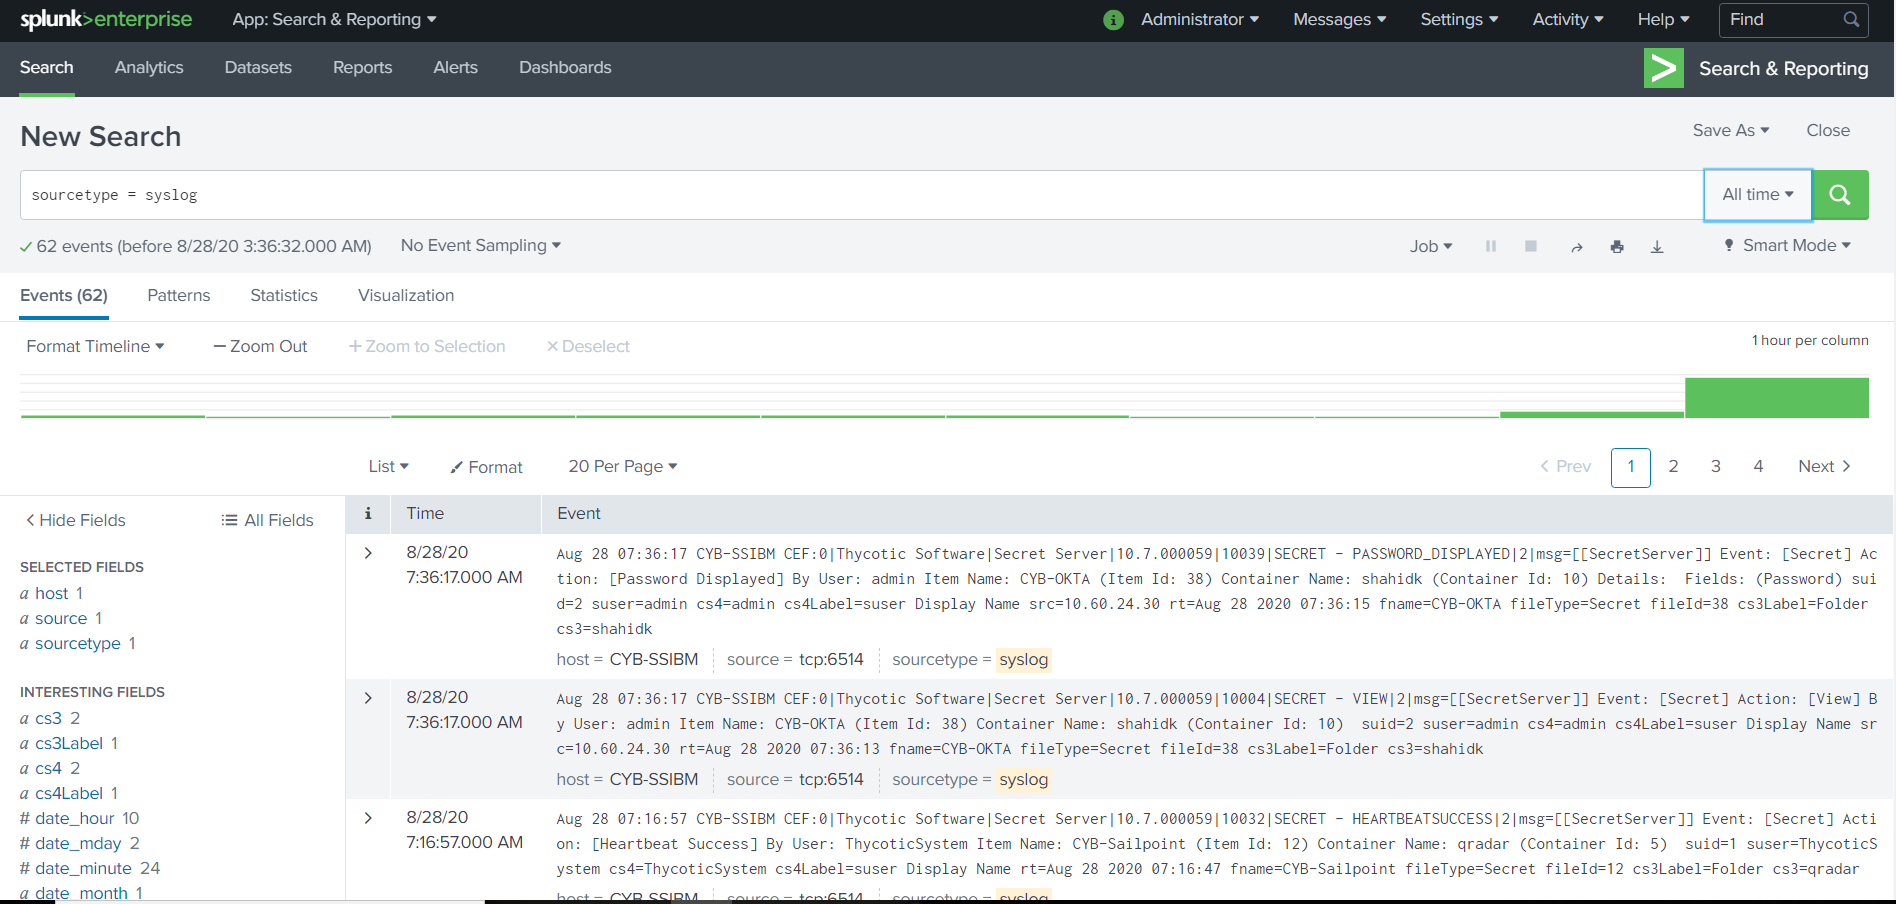 splunk>enterprise App: Search & Reporting ▾ i Administrator ▾ Messages ▾ Settings ▾ Activity ▾ Help ▾ Find
Search Analytics Datasets Reports Alerts Dashboards > Search & Reporting
New Search Save As ▾ Close
sourcetype = syslog All time ▾
✓ 62 events (before 8/28/20 3:36:32.000 AM) No Event Sampling ▾ Job ▾ Smart Mode ▾
Events (62) Patterns Statistics Visualization
Format Timeline ▾ — Zoom Out + Zoom to Selection × Deselect 1 hour per column
List ▾ Format 20 Per Page ▾ < Prev 1 2 3 4 Next >
< Hide Fields All Fields
SELECTED FIELDS
a host 1
a source 1
a sourcetype 1
INTERESTING FIELDS
a cs3 2
a cs3Label 1
a cs4 2
a cs4Label 1
# date_hour 10
# date_mday 2
# date_minute 24
a date_month 1
i Time Event
> 8/28/20
7:36:17.000 AM
Aug 28 07:36:17 CYB-SSIBM CEF:0|Thycotic Software|Secret Server|10.7.000059|10039|SECRET - PASSWORD_DISPLAYED|2|msg=[[SecretServer]] Event: [Secret] Ac
tion: [Password Displayed] By User: admin Item Name: CYB-OKTA (Item Id: 38) Container Name: shahidk (Container Id: 10) Details:  Fields: (Password) sui
d=2 suser=admin cs4=admin cs4Label=suser Display Name src=10.60.24.30 rt=Aug 28 2020 07:36:15 fname=CYB-OKTA fileType=Secret fileId=38 cs3Label=Folder
cs3=shahidk
host = CYB-SSIBM source = tcp:6514 sourcetype = syslog
> 8/28/20
7:36:17.000 AM
Aug 28 07:36:17 CYB-SSIBM CEF:0|Thycotic Software|Secret Server|10.7.000059|10004|SECRET - VIEW|2|msg=[[SecretServer]] Event: [Secret] Action: [View] B
y User: admin Item Name: CYB-OKTA (Item Id: 38) Container Name: shahidk (Container Id: 10)  suid=2 suser=admin cs4=admin cs4Label=suser Display Name sr
c=10.60.24.30 rt=Aug 28 2020 07:36:13 fname=CYB-OKTA fileType=Secret fileId=38 cs3Label=Folder cs3=shahidk
host = CYB-SSIBM source = tcp:6514 sourcetype = syslog
> 8/28/20
7:16:57.000 AM
Aug 28 07:16:57 CYB-SSIBM CEF:0|Thycotic Software|Secret Server|10.7.000059|10032|SECRET - HEARTBEATSUCCESS|2|msg=[[SecretServer]] Event: [Secret] Acti
on: [Heartbeat Success] By User: ThycoticSystem Item Name: CYB-Sailpoint (Item Id: 12) Container Name: qradar (Container Id: 5)  suid=1 suser=ThycoticS
ystem cs4=ThycoticSystem cs4Label=suser Display Name rt=Aug 28 2020 07:16:47 fname=CYB-Sailpoint fileType=Secret fileId=12 cs3Label=Folder cs3=qradar
host = CYB-SSIBM source = tcp:6514 sourcetype = syslog